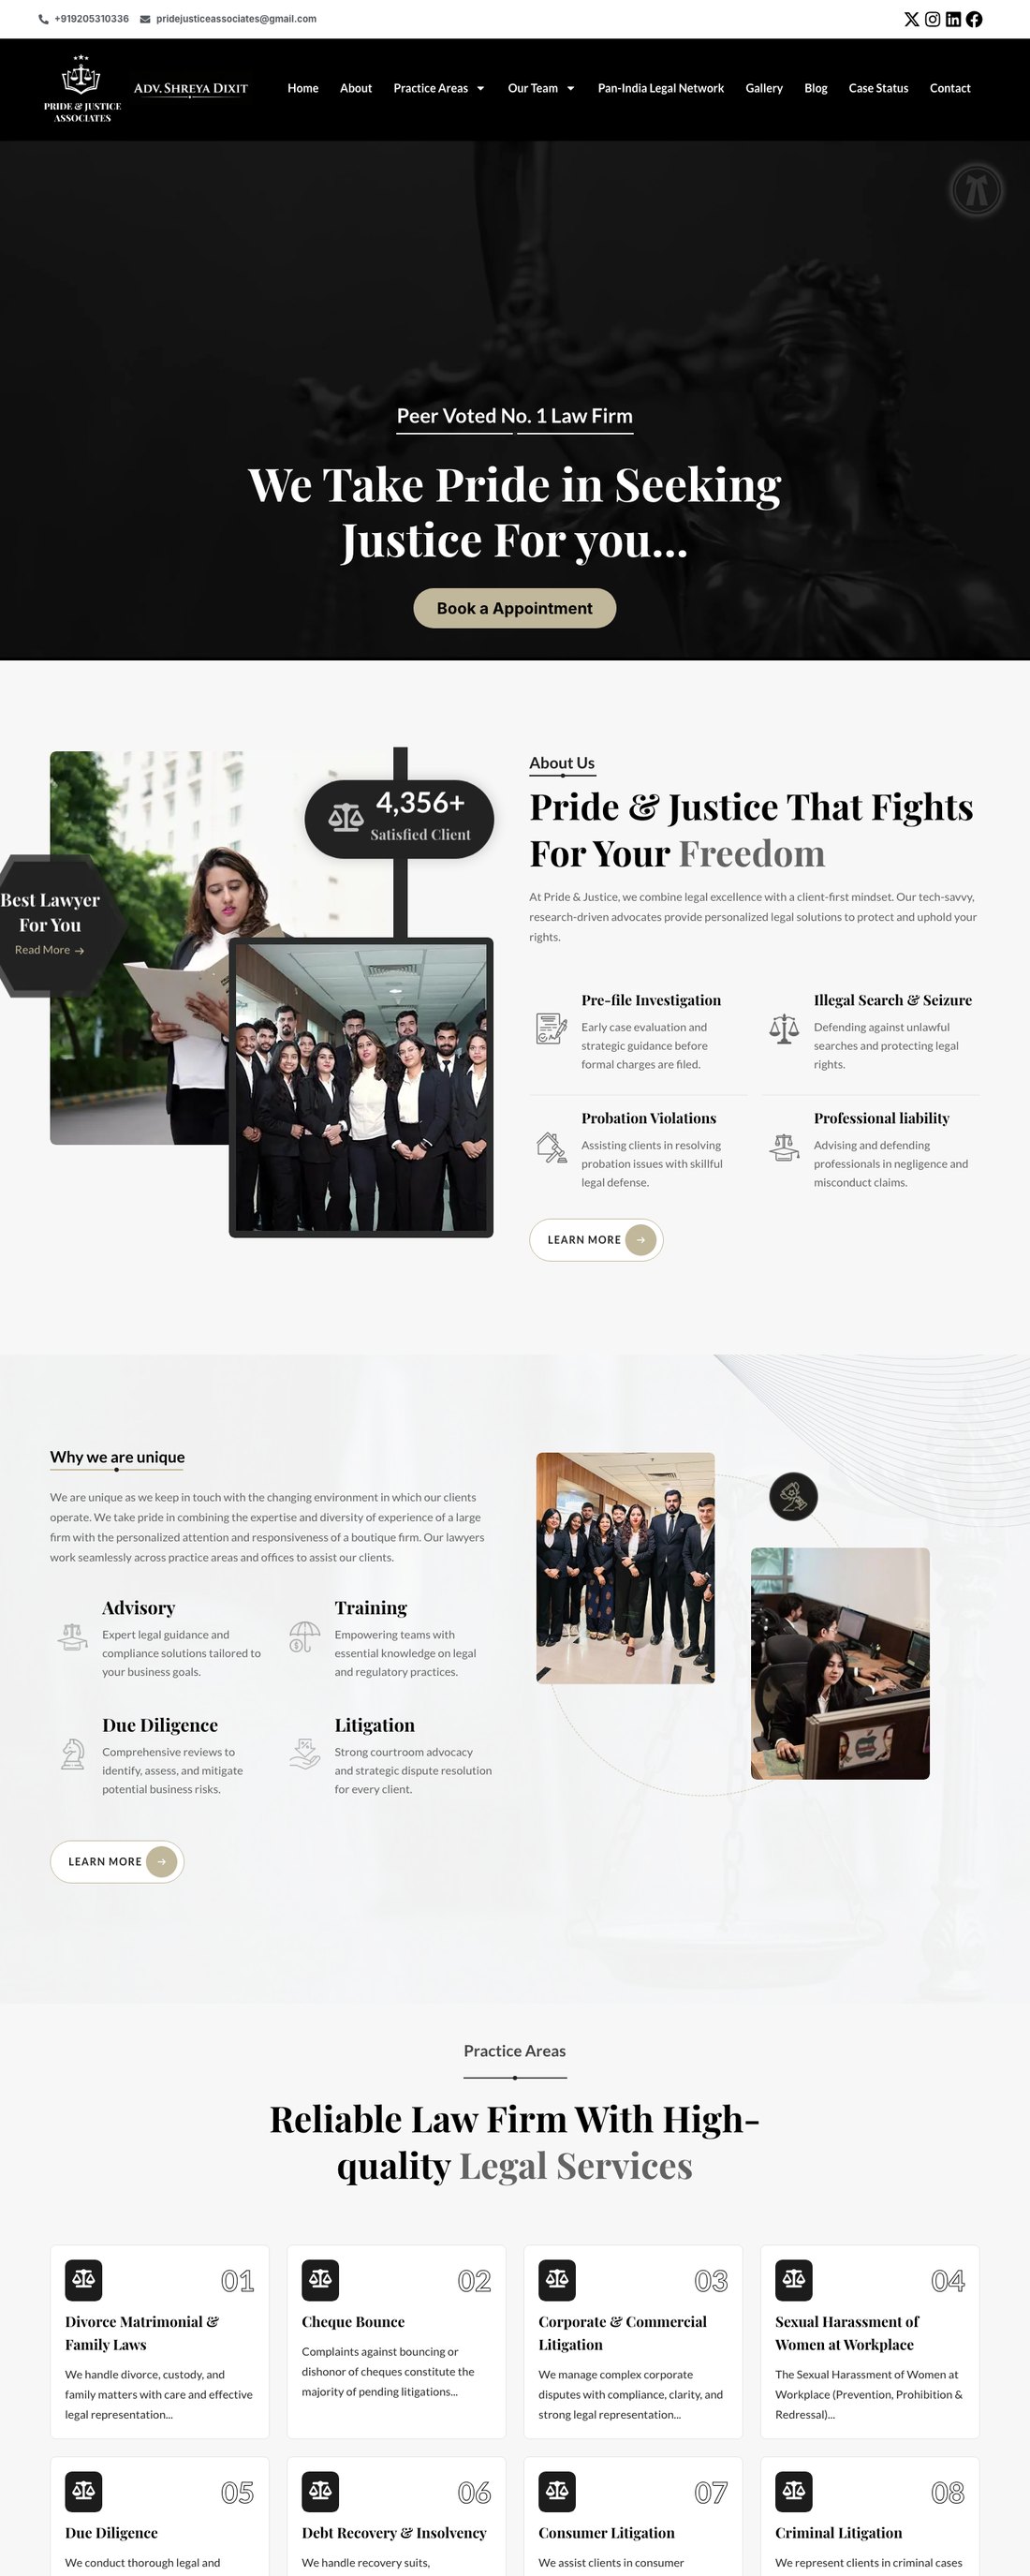 +919205310336 pridejusticeassociates@gmail.com
PRIDE & JUSTICE
ASSOCIATES
ADV. SHREYA DIXIT
Home About Practice Areas Our Team Pan-India Legal Network Gallery Blog Case Status Contact
Peer Voted No. 1 Law Firm
We Take Pride in Seeking
Justice For you...
Book a Appointment
4,356+
Satisfied Client
Best Lawyer
For You
Read More →
About Us
Pride & Justice That Fights
For Your Freedom
At Pride & Justice, we combine legal excellence with a client-first mindset. Our tech-savvy,
research-driven advocates provide personalized legal solutions to protect and uphold your
rights.
Pre-file Investigation
Early case evaluation and
strategic guidance before
formal charges are filed.
Illegal Search & Seizure
Defending against unlawful
searches and protecting legal
rights.
Probation Violations
Assisting clients in resolving
probation issues with skillful
legal defense.
Professional liability
Advising and defending
professionals in negligence and
misconduct claims.
LEARN MORE →
Why we are unique
We are unique as we keep in touch with the changing environment in which our clients
operate. We take pride in combining the expertise and diversity of experience of a large
firm with the personalized attention and responsiveness of a boutique firm. Our lawyers
work seamlessly across practice areas and offices to assist our clients.
Advisory
Expert legal guidance and
compliance solutions tailored to
your business goals.
Training
Empowering teams with
essential knowledge on legal
and regulatory practices.
Due Diligence
Comprehensive reviews to
identify, assess, and mitigate
potential business risks.
Litigation
Strong courtroom advocacy
and strategic dispute resolution
for every client.
LEARN MORE →
Practice Areas
Reliable Law Firm With High-
quality Legal Services
01
Divorce Matrimonial &
Family Laws
We handle divorce, custody, and
family matters with care and effective
legal representation...
02
Cheque Bounce
Complaints against bouncing or
dishonor of cheques constitute the
majority of pending litigations...
03
Corporate & Commercial
Litigation
We manage complex corporate
disputes with compliance, clarity, and
strong legal representation...
04
Sexual Harassment of
Women at Workplace
The Sexual Harassment of Women at
Workplace (Prevention, Prohibition &
Redressal)...
05
Due Diligence
We conduct thorough legal and
06
Debt Recovery & Insolvency
We handle recovery suits,
07
Consumer Litigation
We assist clients in consumer
08
Criminal Litigation
We represent clients in criminal cases